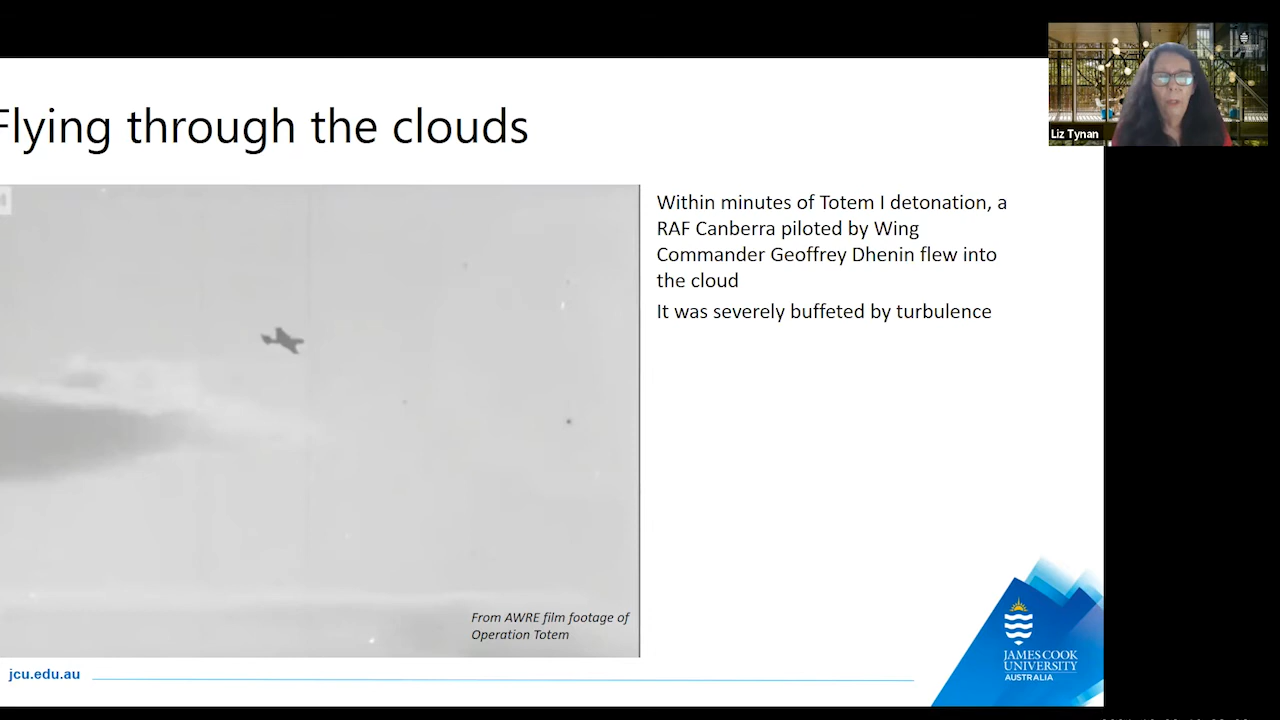 Flying through the clouds
Liz Tynan
Within minutes of Totem I detonation, a
RAF Canberra piloted by Wing
Commander Geoffrey Dhenin flew into
the cloud
It was severely buffeted by turbulence
From AWRE film footage of
Operation Totem
jcu.edu.au
JAMES COOK
UNIVERSITY
AUSTRALIA